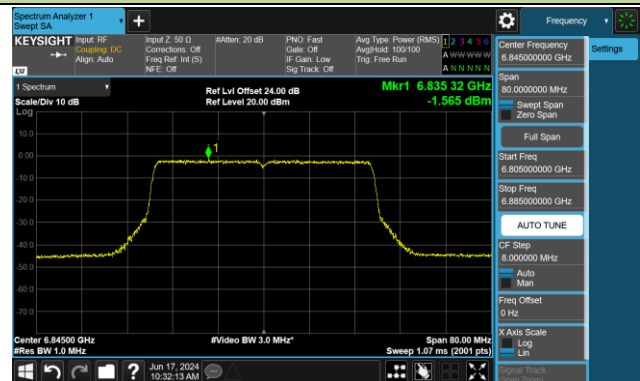 Spectrum Analyzer 1
Swept SA
+
Frequency
KEYSIGHT
Input: RF
Coupling: DC
Align: Auto
Input Z: 50 Ω
Corrections: Off
Freq Ref: Int (S)
NFE: Off
#Atten: 20 dB
PNO: Fast
Gate: Off
IF Gain: Low
Sig Track: Off
Avg Type: Power (RMS)
Avg|Hold: 100/100
Trig: Free Run
1 2 3 4 5 6
A W W W W W
A N N N N N
LXI
1 Spectrum
Scale/Div 10 dB
Log
Ref Lvl Offset 24.00 dB
Ref Level 20.00 dBm
Mkr1 6.835 32 GHz
-1.565 dBm
1
10.0
0.00
-10.0
-20.0
-30.0
-40.0
-50.0
-60.0
-70.0
Center 6.84500 GHz
#Res BW 1.0 MHz
#Video BW 3.0 MHz*
Span 80.00 MHz
Sweep 1.07 ms (2001 pts)
Jun 17, 2024
10:32:13 AM
?
Center Frequency
6.845000000 GHz
Settings
Span
80.0000000 MHz
Swept Span
Zero Span
Full Span
Start Freq
6.805000000 GHz
Stop Freq
6.885000000 GHz
AUTO TUNE
CF Step
8.000000 MHz
Auto
Man
Freq Offset
0 Hz
X Axis Scale
Log
Lin
Signal Track